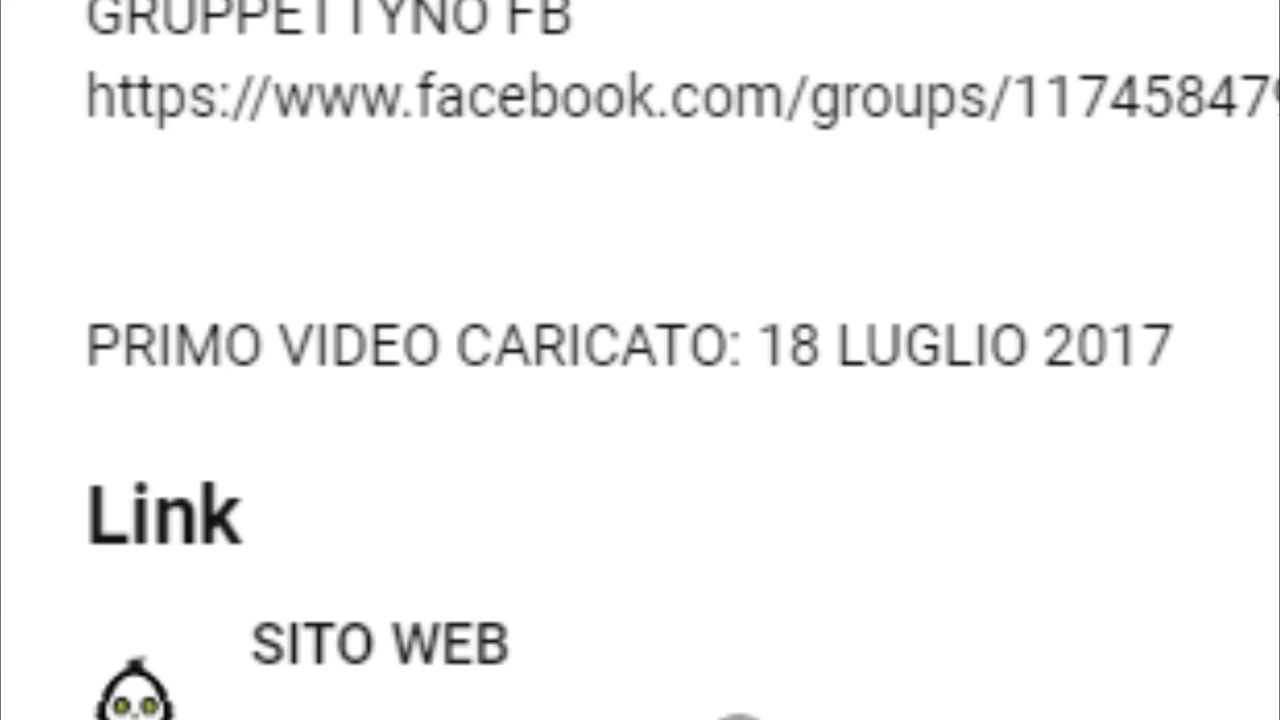 GRUPPETTYNO FB
https://www.facebook.com/groups/11745847
PRIMO VIDEO CARICATO: 18 LUGLIO 2017
Link
SITO WEB